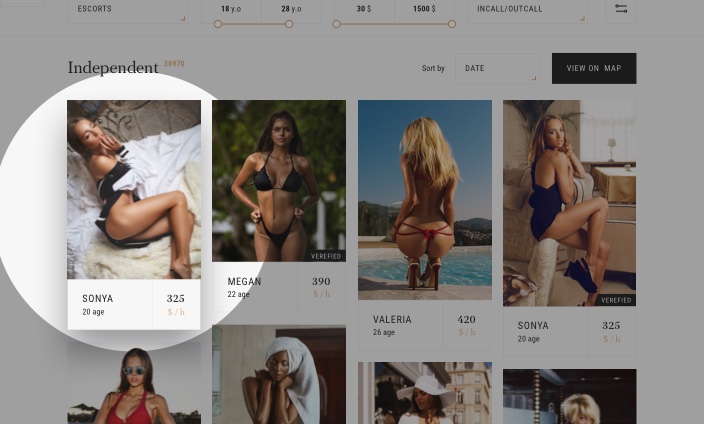 ESCORTS
18 y.o
28 y.o
30 $
1500 $
INCALL/OUTCALL
Independent 38970
Sort by
DATE
VIEW ON MAP
VEREFIED
VEREFIED
SONYA
20 age
325
$ / h
MEGAN
22 age
390
$ / h
VALERIA
26 age
420
$ / h
SONYA
20 age
325
$ / h